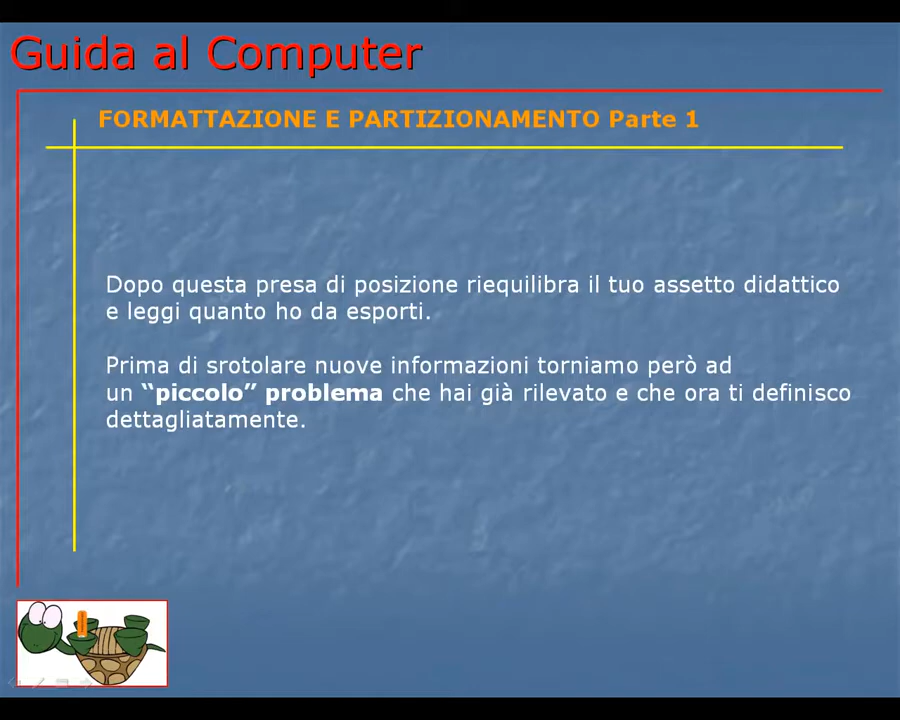 Guida al Computer
FORMATTAZIONE E PARTIZIONAMENTO Parte 1
Dopo questa presa di posizione riequilibra il tuo assetto didattico
e leggi quanto ho da esporti.
Prima di srotolare nuove informazioni torniamo però ad
un “piccolo” problema che hai già rilevato e che ora ti definisco
dettagliatamente.